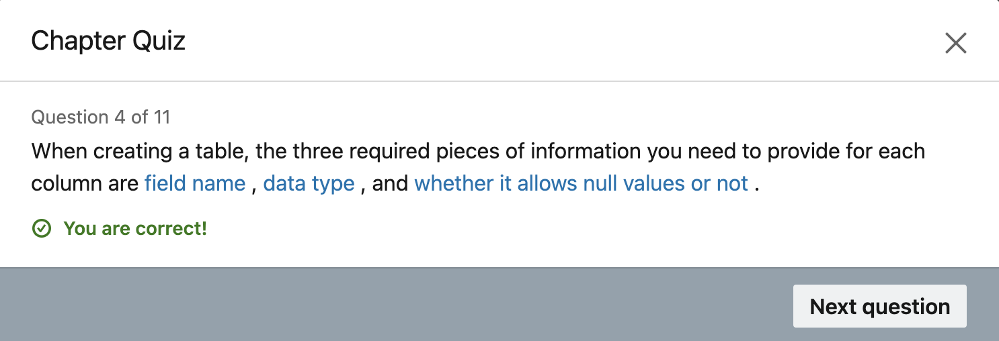 Chapter Quiz
Question 4 of 11
When creating a table, the three required pieces of information you need to provide for each
column are field name , data type , and whether it allows null values or not .
You are correct!
Next question